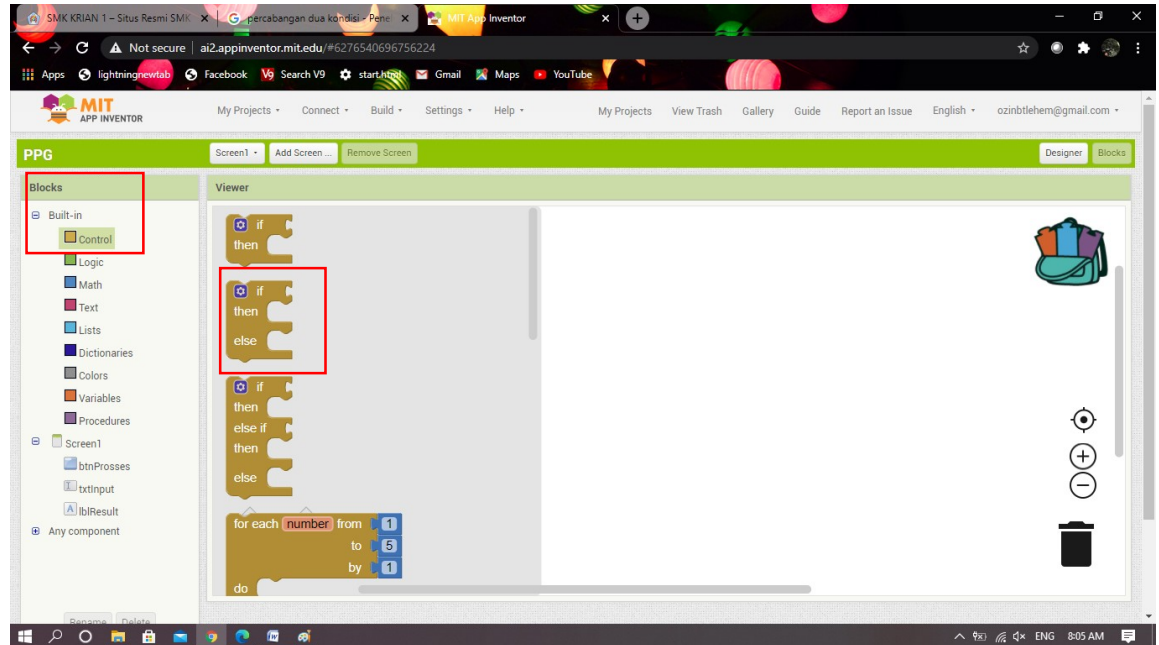 SMK KRIAN 1 – Situs Resmi SMK
percabangan dua kondisi - Pene
MIT App Inventor
Not secure
ai2.appinventor.mit.edu/#6276540696756224
Apps
lightningnewtab
Facebook
Search V9
start.html
Gmail
Maps
YouTube
MIT
APP INVENTOR
My Projects
Connect
Build
Settings
Help
My Projects
View Trash
Gallery
Guide
Report an Issue
English
ozinbtlehem@gmail.com
PPG
Screen1
Add Screen ...
Remove Screen
Designer
Blocks
Blocks
Viewer
Built-in
Control
Logic
Math
Text
Lists
Dictionaries
Colors
Variables
Procedures
Screen1
btnProsses
txtInput
lblResult
Any component
Rename
Delete
if
then
if
then
else
if
then
else if
then
else
for each number from 1
to 5
by 1
do
ENG
8:05 AM